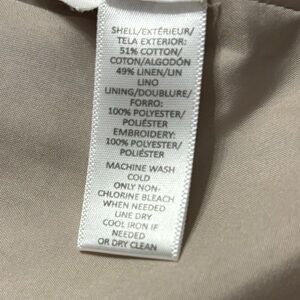 SHELL/EXTÉRIEUR/
TELA EXTERIOR:
51% COTTON/
COTON/ALGODÓN
49% LINEN/LIN
LINO
LINING/DOUBLURE/
FORRO:
100% POLYESTER/
POLIÉSTER
EMBROIDERY:
100% POLYESTER/
POLIÉSTER
MACHINE WASH
COLD
ONLY NON-
CHLORINE BLEACH
WHEN NEEDED
LINE DRY
COOL IRON IF
NEEDED
OR DRY CLEAN